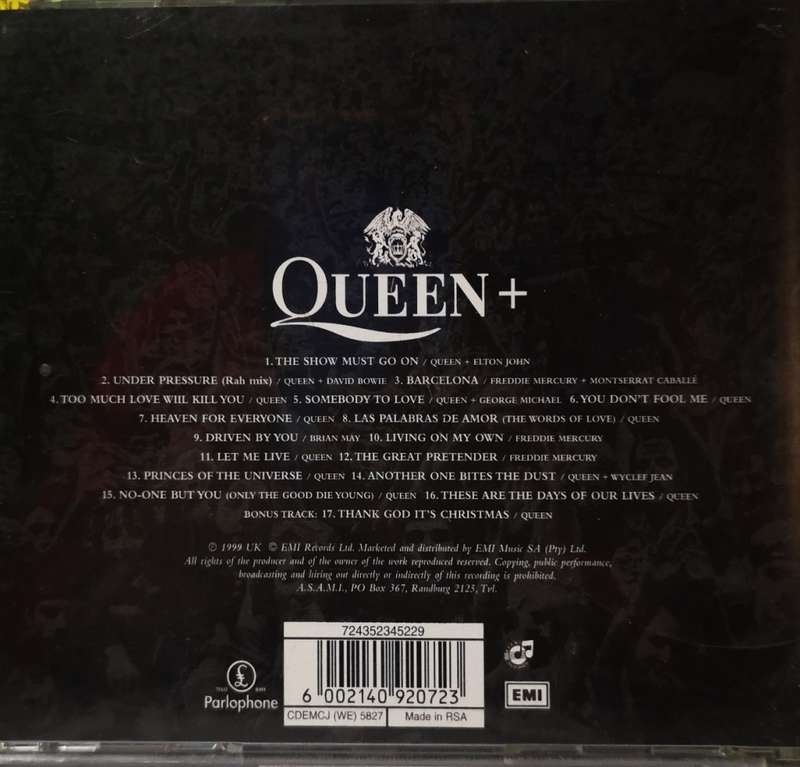 QUEEN +
1. THE SHOW MUST GO ON / QUEEN + ELTON JOHN
2. UNDER PRESSURE (Rah mix) / QUEEN + DAVID BOWIE 3. BARCELONA / FREDDIE MERCURY + MONTSERRAT CABALLÉ
4. TOO MUCH LOVE WIIL KILL YOU / QUEEN 5. SOMEBODY TO LOVE / QUEEN + GEORGE MICHAEL 6. YOU DON'T FOOL ME / QUEEN
7. HEAVEN FOR EVERYONE / QUEEN 8. LAS PALABRAS DE AMOR (THE WORDS OF LOVE) / QUEEN
9. DRIVEN BY YOU / BRIAN MAY 10. LIVING ON MY OWN / FREDDIE MERCURY
11. LET ME LIVE / QUEEN 12. THE GREAT PRETENDER / FREDDIE MERCURY
13. PRINCES OF THE UNIVERSE / QUEEN 14. ANOTHER ONE BITES THE DUST / QUEEN + WYCLEF JEAN
15. NO-ONE BUT YOU (ONLY THE GOOD DIE YOUNG) / QUEEN 16. THESE ARE THE DAYS OF OUR LIVES / QUEEN
BONUS TRACK: 17. THANK GOD IT'S CHRISTMAS / QUEEN
℗ 1999 UK © EMI Records Ltd. Marketed and distributed by EMI Music SA (Pty) Ltd.
All rights of the producer and of the owner of the work reproduced reserved. Copying, public performance,
broadcasting and hiring out directly or indirectly of this recording is prohibited.
A.S.A.M.I., PO Box 367, Randburg 2125, Tvl.
724352345229
6 002140 920723
CDEMCJ (WE) 5827 Made in RSA
£
Parlophone
EMI